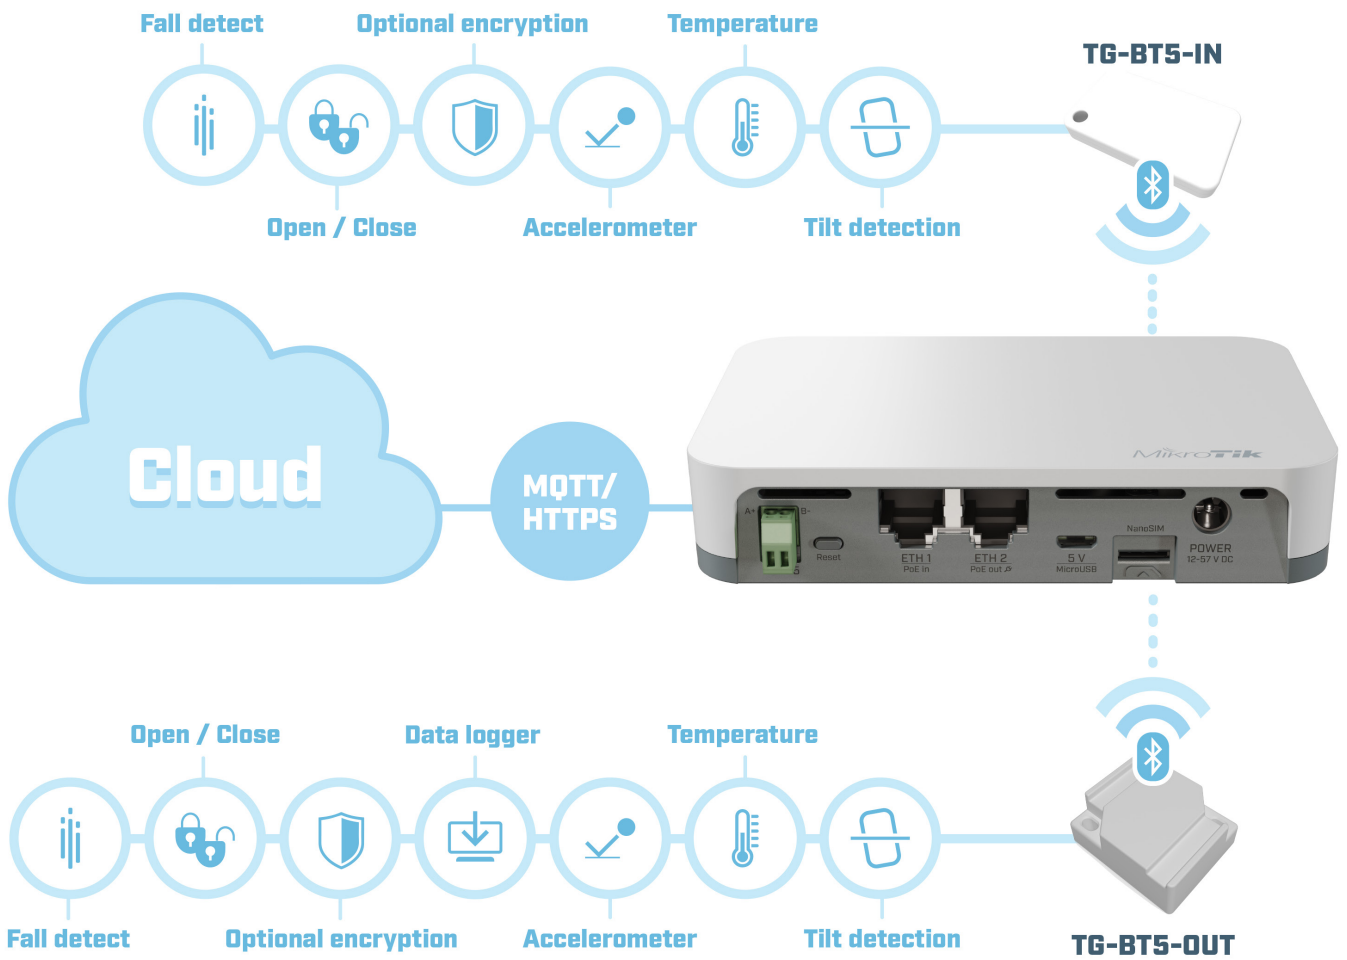 Fall detect
Optional encryption
Temperature
TG-BT5-IN
Open / Close
Accelerometer
Tilt detection
Cloud
MQTT/
HTTPS
MikroTik
A+
B-
Reset
ETH 1
PoE in
ETH 2
PoE out
5 V
MicroUSB
NanoSIM
POWER
12-57 V DC
Open / Close
Data logger
Temperature
Fall detect
Optional encryption
Accelerometer
Tilt detection
TG-BT5-OUT